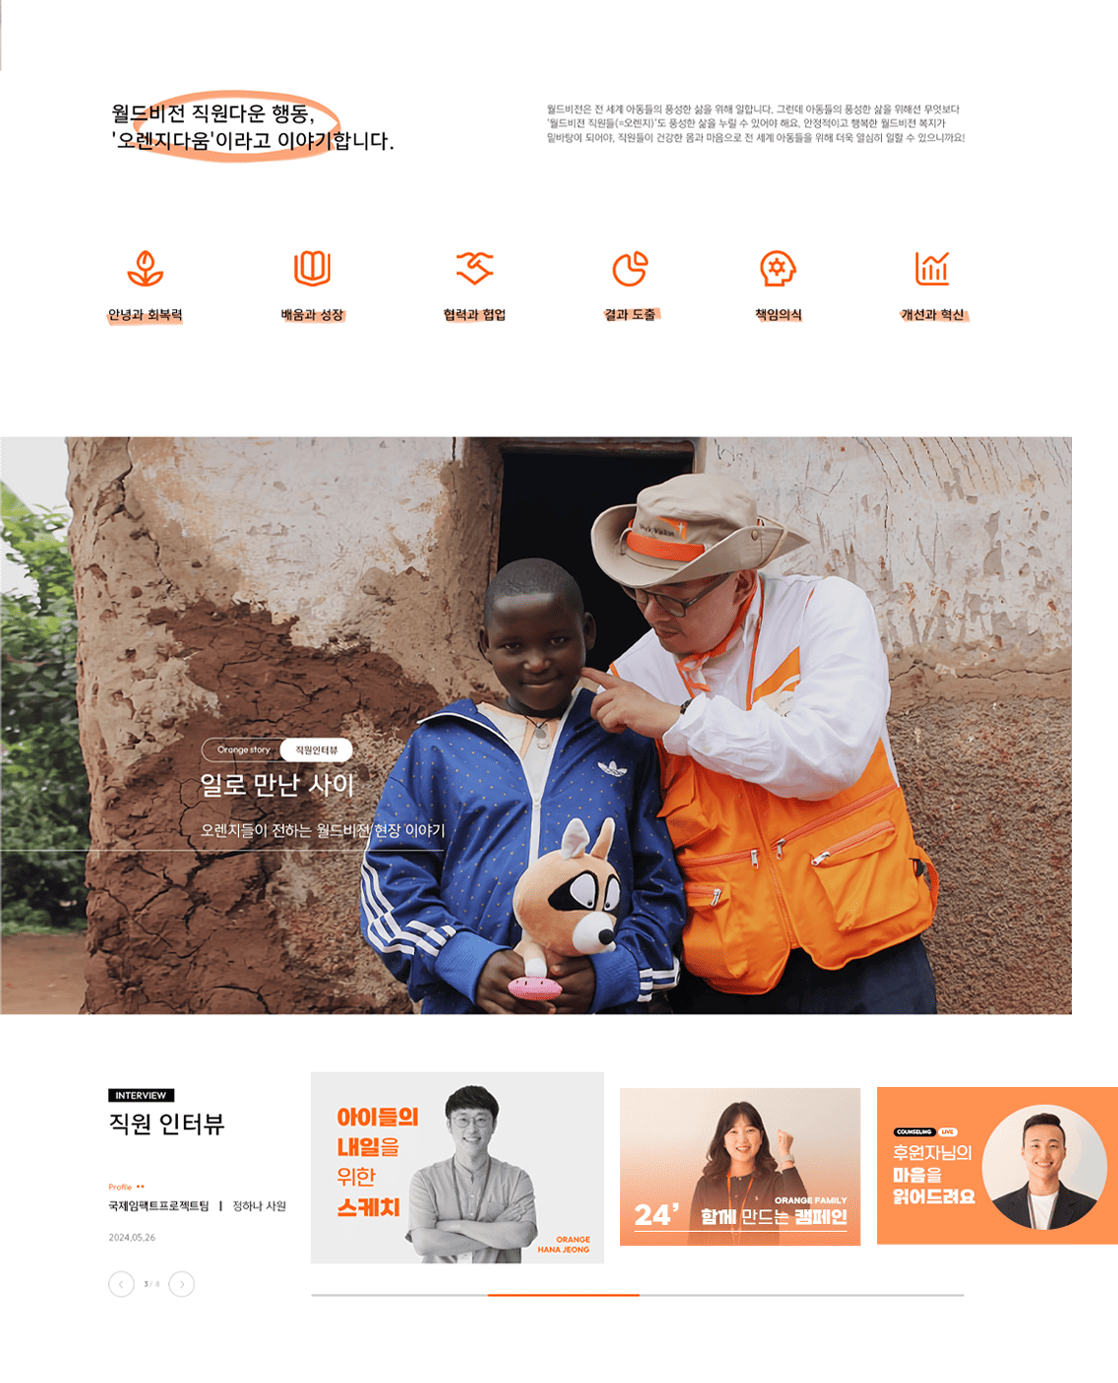 월드비전 직원다운 행동,
'오렌지다움'이라고 이야기합니다.
월드비전은 전 세계 아동들의 풍성한 삶을 위해 일합니다. 그런데 아동들의 풍성한 삶을 위해선 무엇보다
'월드비전 직원들(=오렌지)'도 풍성한 삶을 누릴 수 있어야 해요. 안정적이고 행복한 월드비전 복지가
밑바탕이 되어야, 직원들이 건강한 몸과 마음으로 전 세계 아동들을 위해 더욱 열심히 일할 수 있으니까요!
안녕과 회복력
배움과 성장
협력과 협업
결과 도출
책임의식
개선과 혁신
Orange story
직원인터뷰
일로 만난 사이
오렌지들이 전하는 월드비전 현장 이야기
INTERVIEW
직원 인터뷰
Profile
국제임팩트프로젝트팀 | 정하나 사원
2024.05.26
3 / 8
아이들의
내일을
위한
스케치
ORANGE
HANA JEONG
ORANGE FAMILY
24’ 함께 만드는 캠페인
COUNSELING LIVE
후원자님의
마음을
읽어드려요